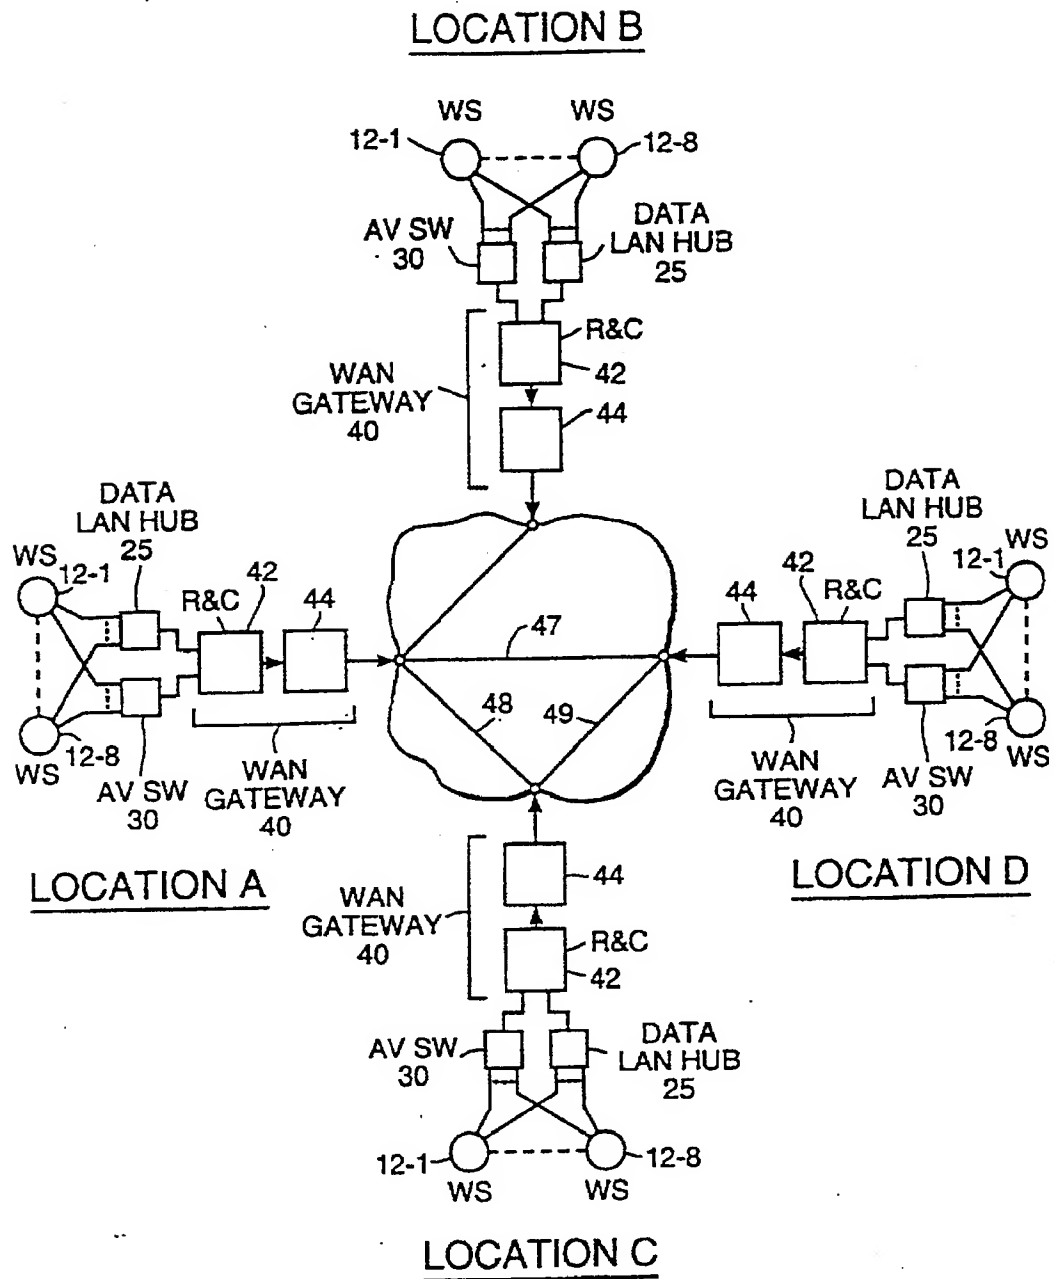 LOCATION B
WS
WS
12-1
12-8
AV SW
30
DATA
LAN HUB
25
R&C
42
WAN
GATEWAY
40
44
DATA
LAN HUB
25
WS
12-1
R&C
42
44
12-8
WS
AV SW
30
WAN
GATEWAY
40
LOCATION A
47
48
49
DATA
LAN HUB
25
WS
12-1
42
R&C
44
12-8
WS
AV SW
30
WAN
GATEWAY
40
LOCATION D
44
WAN
GATEWAY
40
R&C
42
AV SW
30
DATA
LAN HUB
25
12-1
12-8
WS
WS
LOCATION C